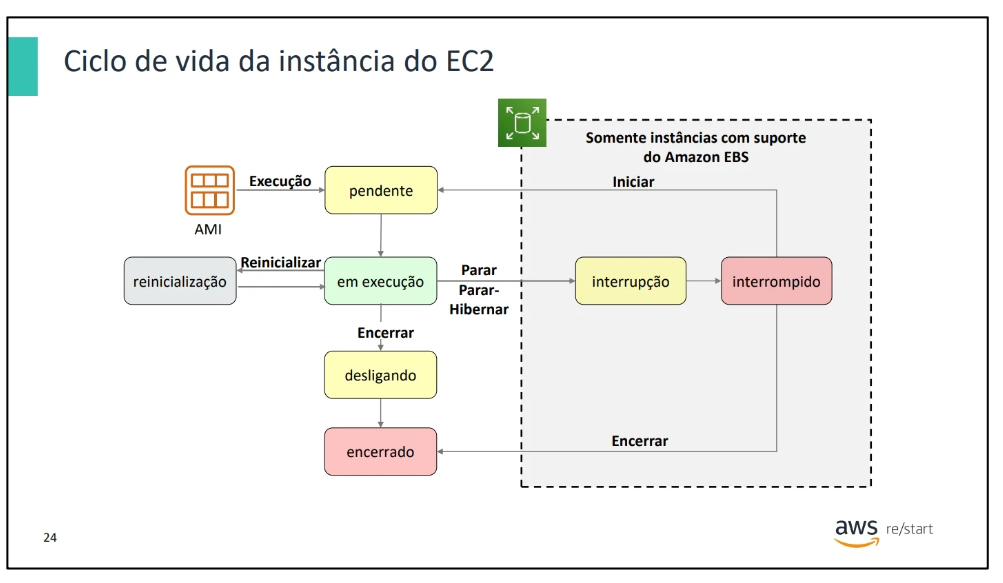 Ciclo de vida da instância do EC2
Somente instâncias com suporte
do Amazon EBS
Execução
pendente
Iniciar
AMI
reinicialização
Reinicializar
em execução
Parar
Parar-
Hibernar
interrupção
interrompido
Encerrar
desligando
encerrado
Encerrar
24
aws re/start